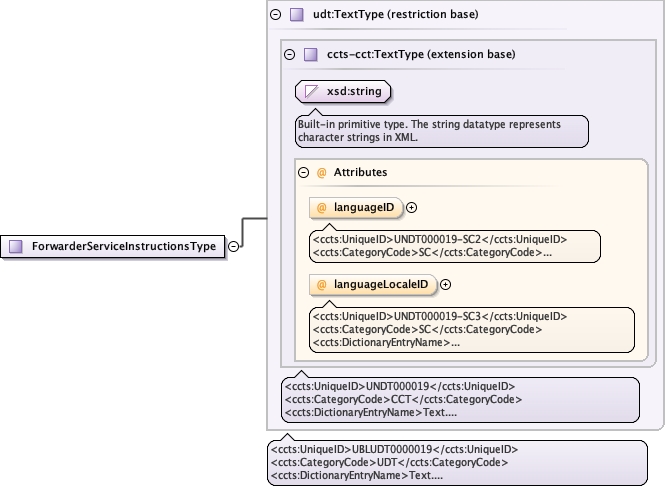 udt:TextType (restriction base)
ccts-cct:TextType (extension base)
xsd:string
Built-in primitive type. The string datatype represents
character strings in XML.
@ Attributes
@ languageID
<ccts:UniqueID>UNDT000019-SC2</ccts:UniqueID>
<ccts:CategoryCode>SC</ccts:CategoryCode>...
@ languageLocaleID
<ccts:UniqueID>UNDT000019-SC3</ccts:UniqueID>
<ccts:CategoryCode>SC</ccts:CategoryCode>
<ccts:DictionaryEntryName>...
ForwarderServiceInstructionsType
<ccts:UniqueID>UNDT000019</ccts:UniqueID>
<ccts:CategoryCode>CCT</ccts:CategoryCode>
<ccts:DictionaryEntryName>Text....
<ccts:UniqueID>UBLUDT0000019</ccts:UniqueID>
<ccts:CategoryCode>UDT</ccts:CategoryCode>
<ccts:DictionaryEntryName>Text....